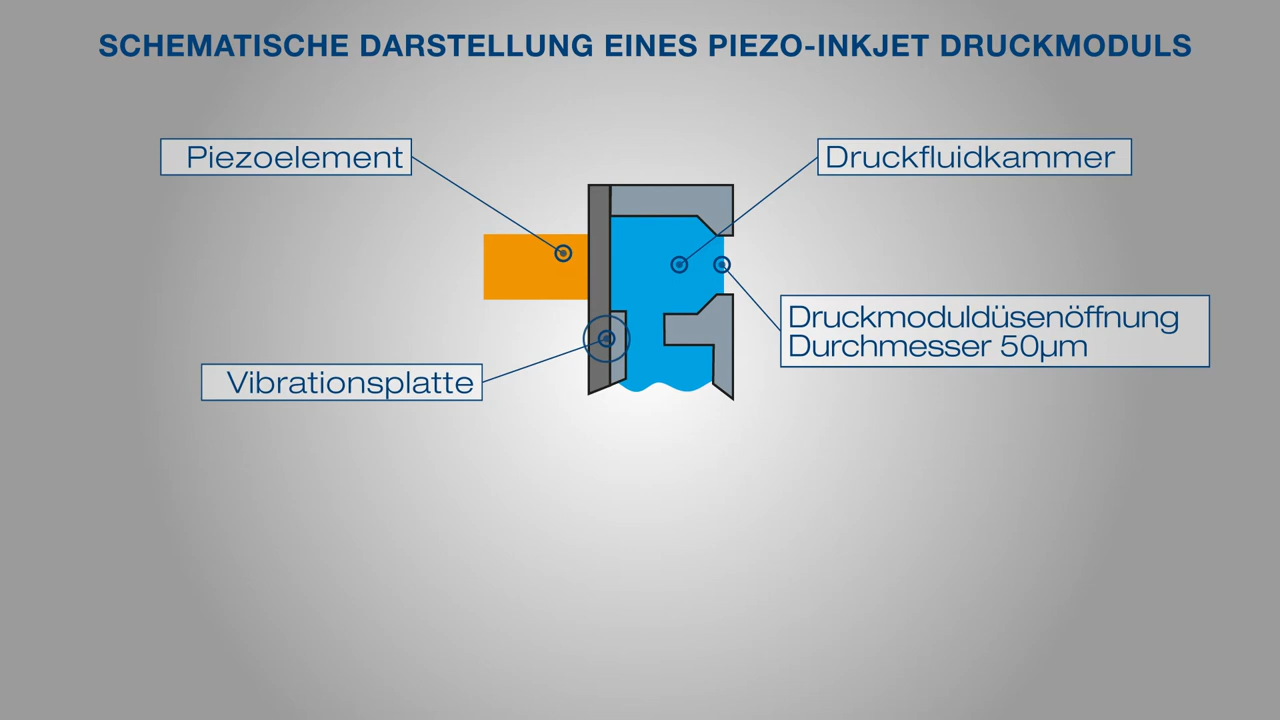 SCHEMATISCHE DARSTELLUNG EINES PIEZO-INKJET DRUCKMODULS
Piezoelement
Druckfluidkammer
Druckmoduldüsenöffnung
Durchmesser 50µm
Vibrationsplatte